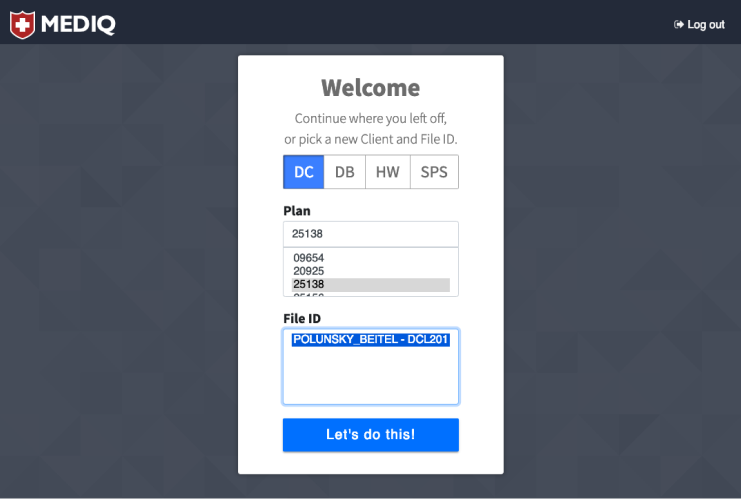 MEDIQ
Log out
Welcome
Continue where you left off,
or pick a new Client and File ID.
DC DB HW SPS
Plan
25138
09654
20925
25138
File ID
POLUNSKY_BEITEL - DCL201
Let's do this!